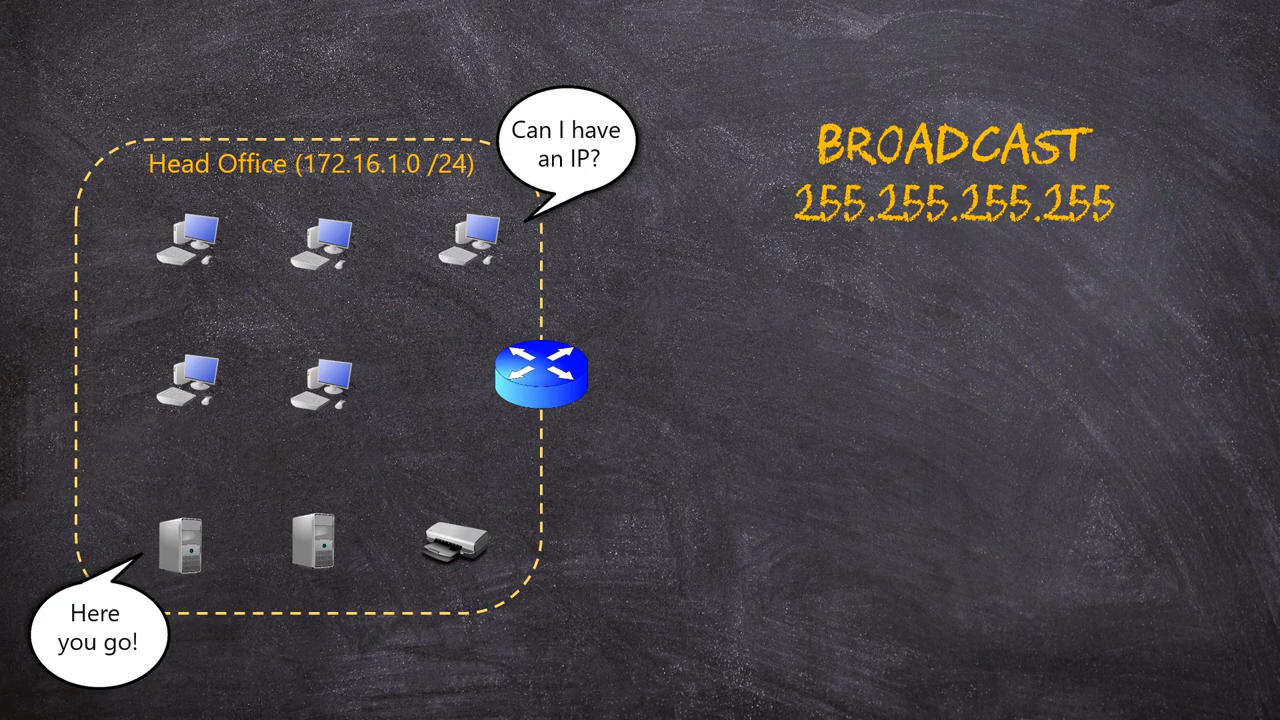 Can I have
an IP?
Head Office (172.16.1.0 /24)
BROADCAST
255.255.255.255
Here
you go!